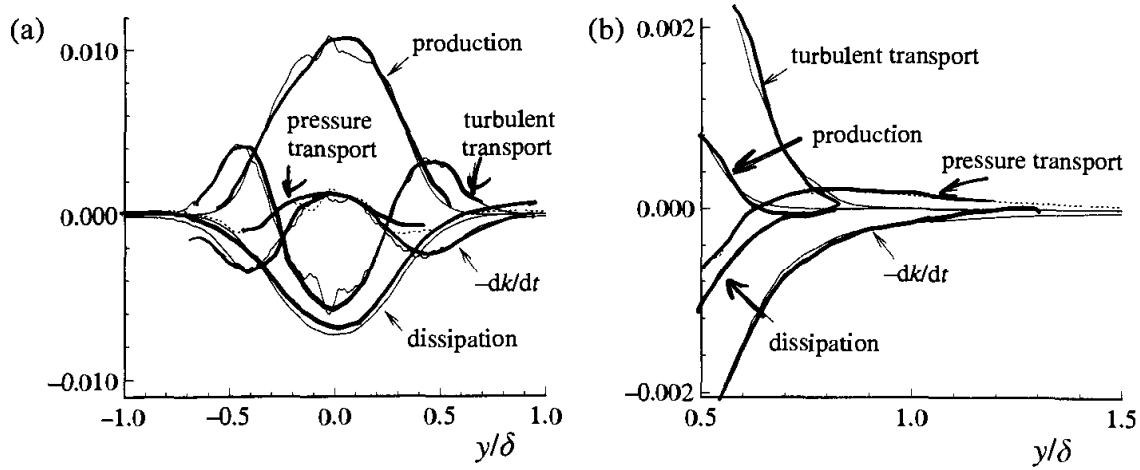 (a)
0.010
0.000
−0.010
-1.0
-0.5
0.0
0.5
1.0
y/δ
production
pressure
transport
turbulent
transport
−dk/dt
dissipation
(b)
0.002
0.000
−0.002
0.5
1.0
1.5
y/δ
turbulent transport
production
pressure transport
−dk/dt
dissipation